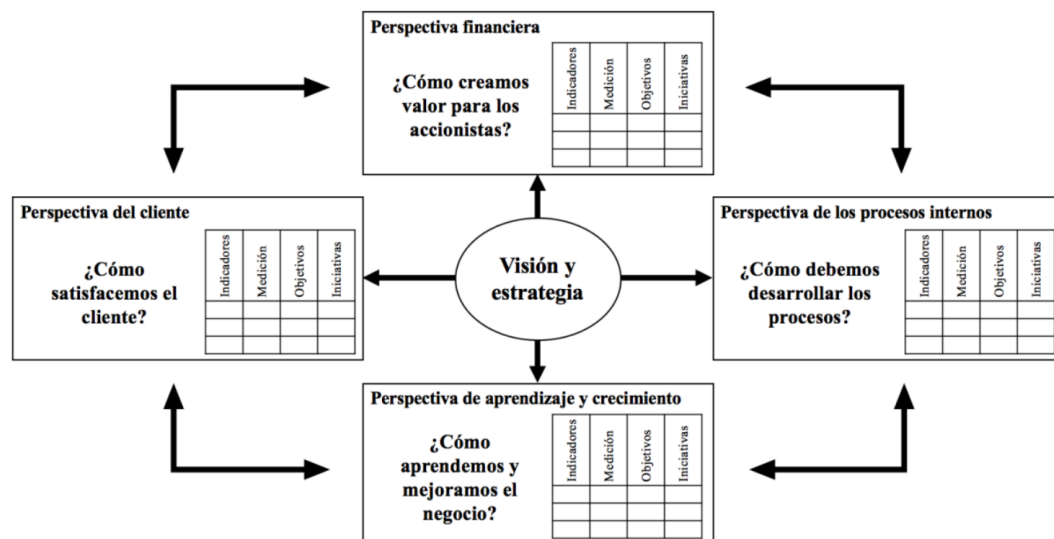 Perspectiva financiera
¿Cómo creamos
valor para los
accionistas?
Indicadores
Medición
Objetivos
Iniciativas
Perspectiva del cliente
¿Cómo
satisfacemos el
cliente?
Indicadores
Medición
Objetivos
Iniciativas
Visión y
estrategia
Perspectiva de los procesos internos
¿Cómo debemos
desarrollar los
procesos?
Indicadores
Medición
Objetivos
Iniciativas
Perspectiva de aprendizaje y crecimiento
¿Cómo
aprendemos y
mejoramos el
negocio?
Indicadores
Medición
Objetivos
Iniciativas